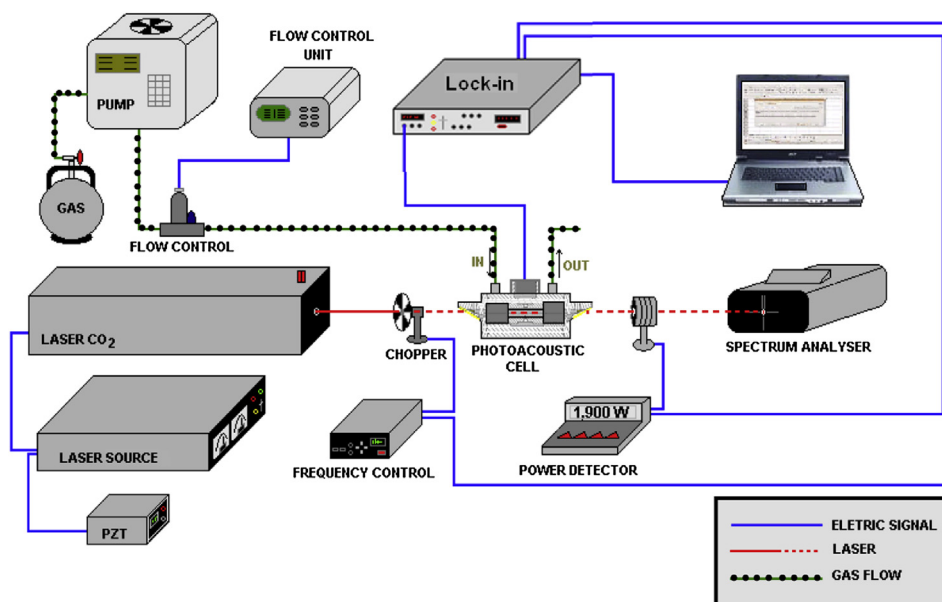 FLOW CONTROL
UNIT
PUMP
Lock-in
GAS
FLOW CONTROL
IN
OUT
LASER CO2
CHOPPER
PHOTOACOUSTIC
CELL
SPECTRUM ANALYSER
LASER SOURCE
FREQUENCY CONTROL
1,900 W
POWER DETECTOR
PZT
ELETRIC SIGNAL
LASER
GAS FLOW